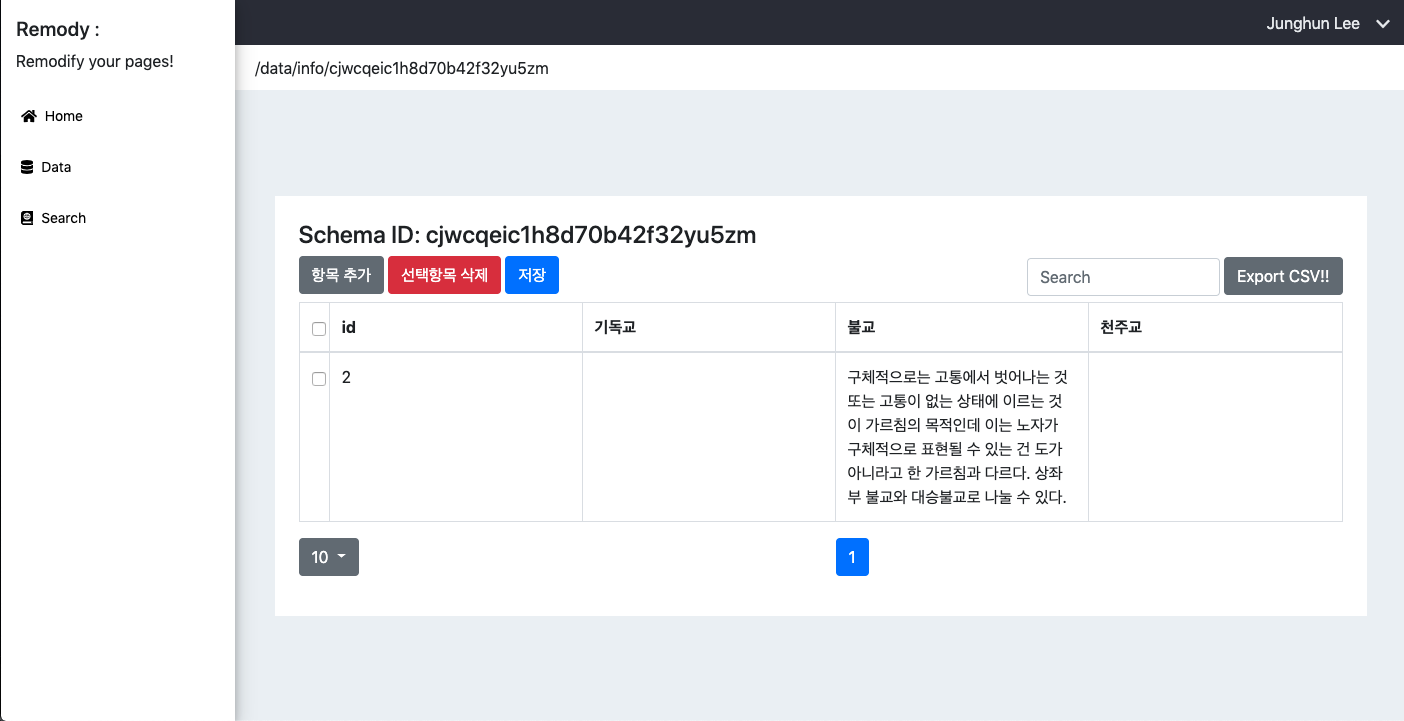 Remody :
Remodify your pages!
Home
Data
Search
Junghun Lee
/data/info/cjwcqeic1h8d70b42f32yu5zm
Schema ID: cjwcqeic1h8d70b42f32yu5zm
항목 추가 선택항목 삭제 저장 Search Export CSV!!
id 기독교 불교 천주교
2
구체적으로는 고통에서 벗어나는 것
또는 고통이 없는 상태에 이르는 것
이 가르침의 목적인데 이는 노자가
구체적으로 표현될 수 있는 건 도가
아니라고 한 가르침과 다르다. 상좌
부 불교와 대승불교로 나눌 수 있다.
10 1